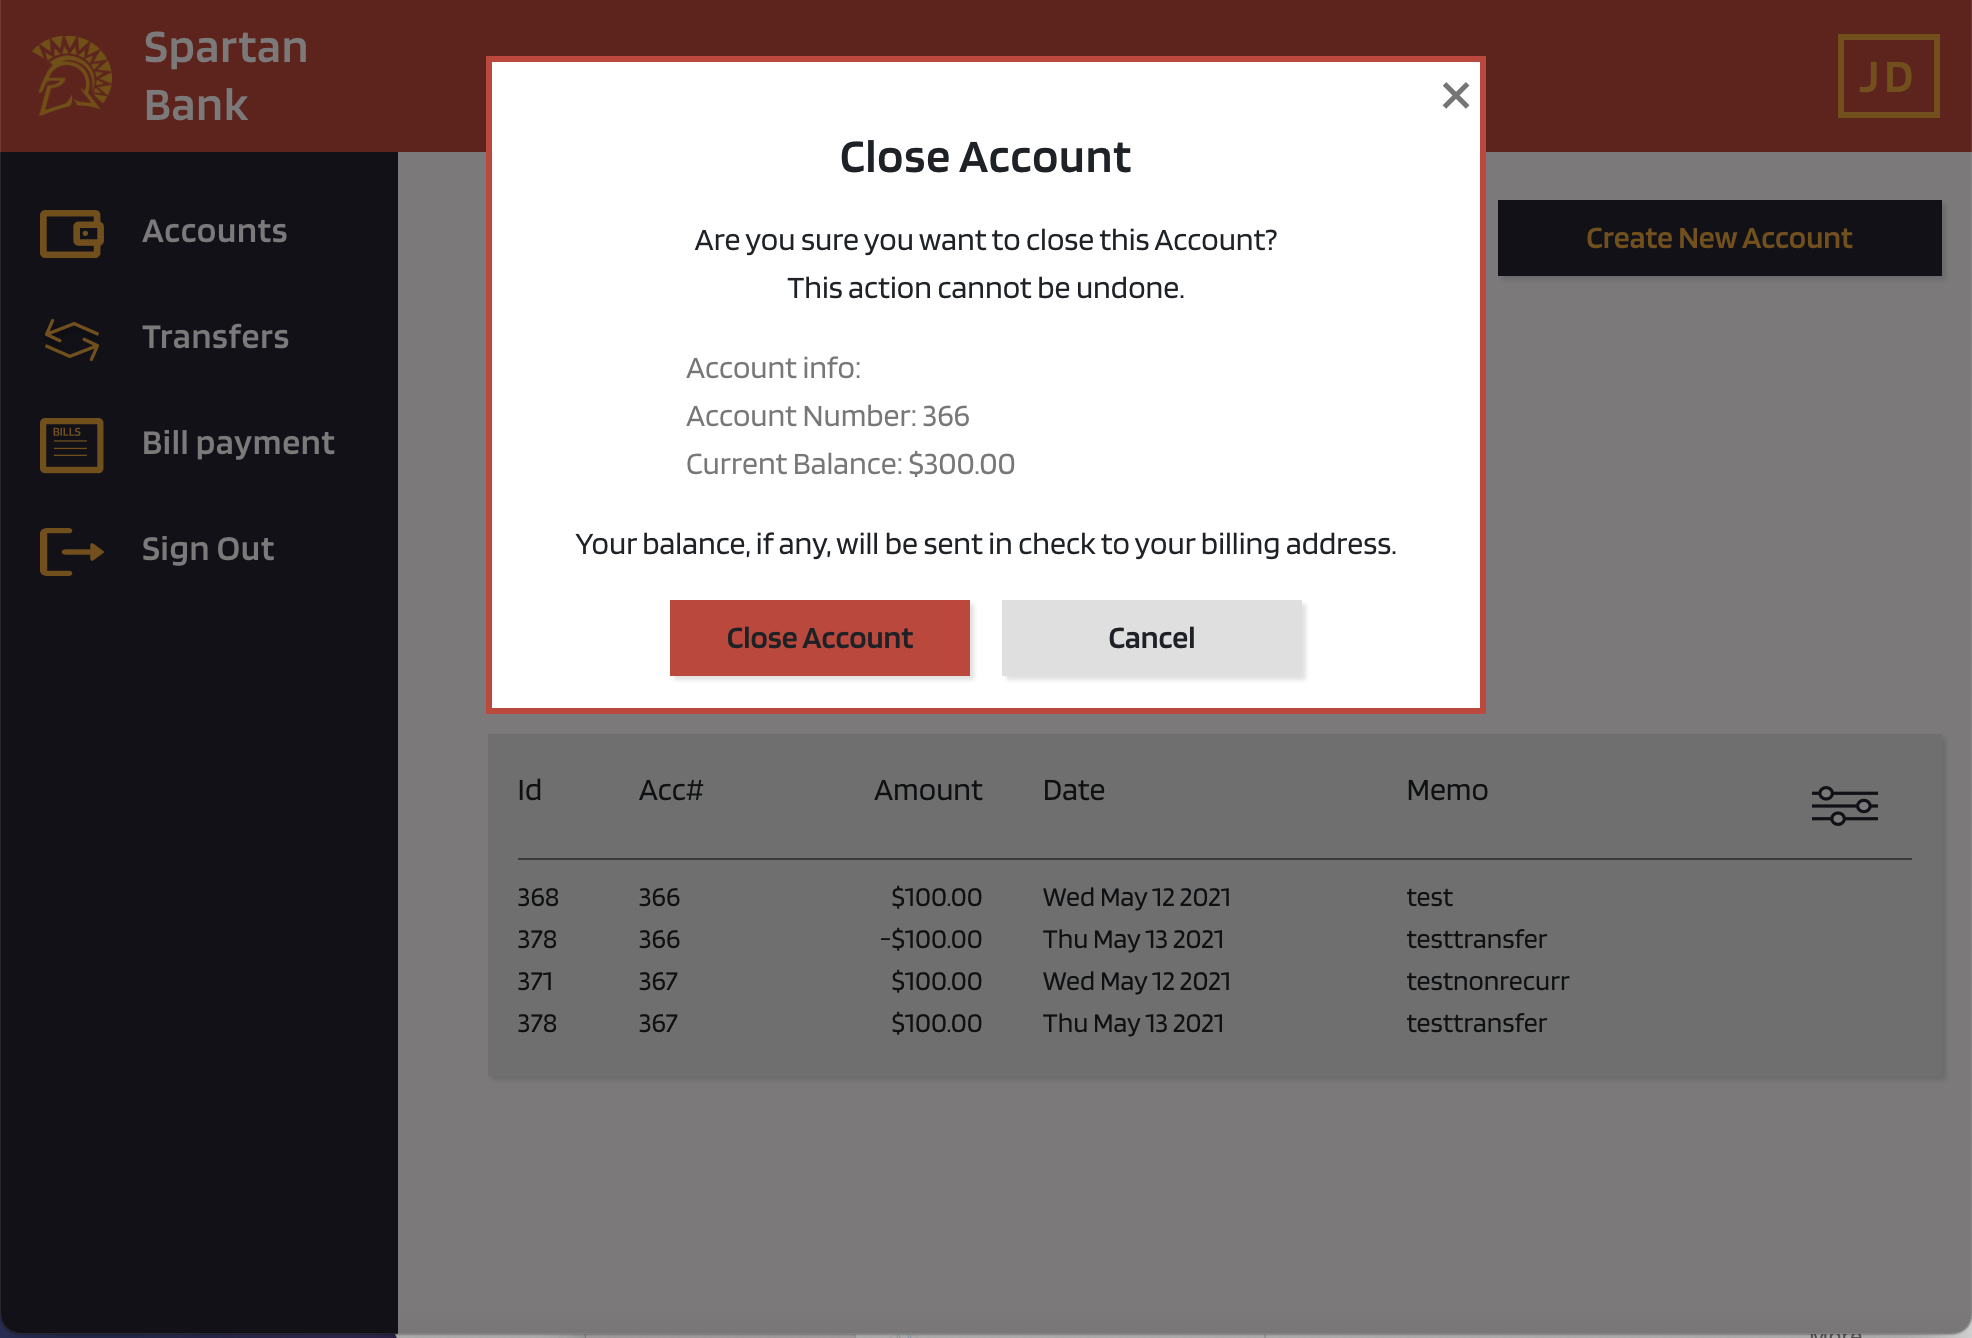 Spartan
Bank
JD
Accounts
Transfers
BILLS
Bill payment
Sign Out
Create New Account
Close Account
Are you sure you want to close this Account?
This action cannot be undone.
Account info:
Account Number: 366
Current Balance: $300.00
Your balance, if any, will be sent in check to your billing address.
Close Account Cancel
Id Acc# Amount Date Memo
368 366 $100.00 Wed May 12 2021 test
378 366 -$100.00 Thu May 13 2021 testtransfer
371 367 $100.00 Wed May 12 2021 testnonrecurr
378 367 $100.00 Thu May 13 2021 testtransfer